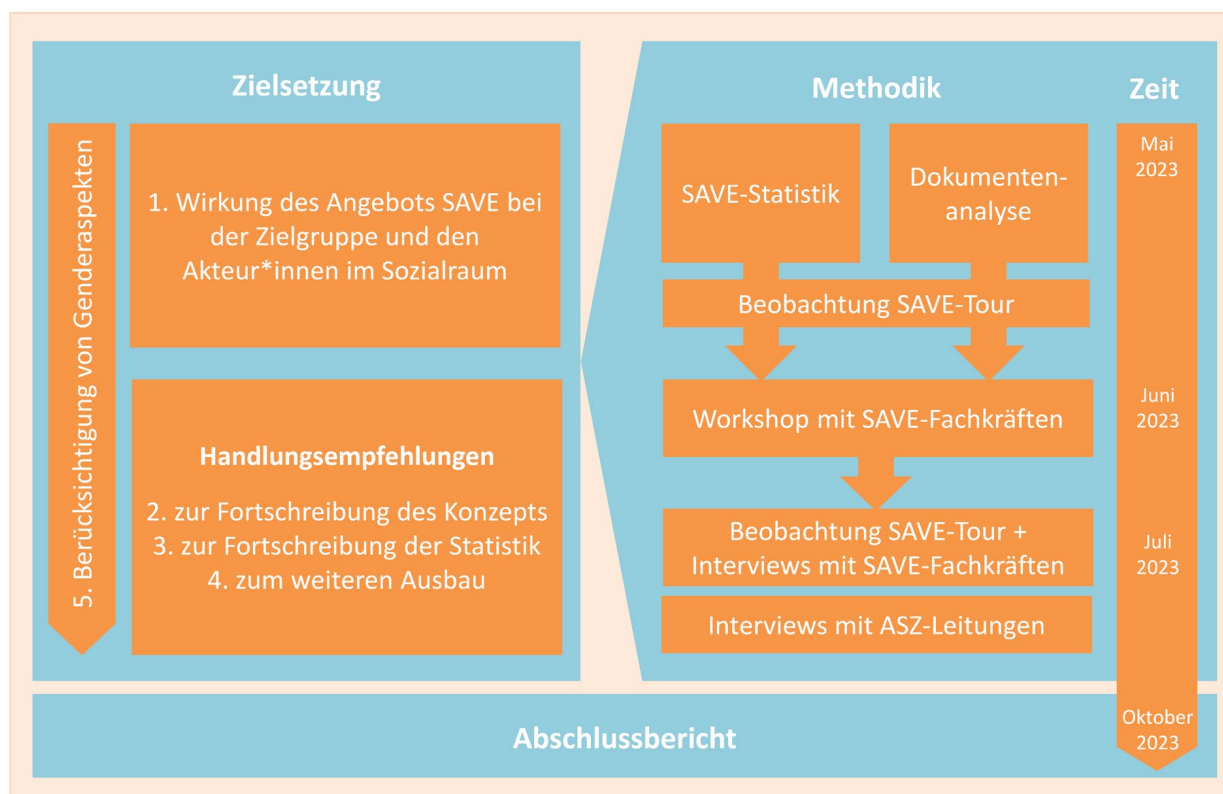 Zielsetzung
5. Berücksichtigung von Genderaspekten
1. Wirkung des Angebots SAVE bei
der Zielgruppe und den
Akteur*innen im Sozialraum
Handlungsempfehlungen
2. zur Fortschreibung des Konzepts
3. zur Fortschreibung der Statistik
4. zum weiteren Ausbau
Methodik
SAVE-Statistik
Dokumenten-
analyse
Beobachtung SAVE-Tour
Workshop mit SAVE-Fachkräften
Beobachtung SAVE-Tour +
Interviews mit SAVE-Fachkräften
Interviews mit ASZ-Leitungen
Zeit
Mai
2023
Juni
2023
Juli
2023
Oktober
2023
Abschlussbericht